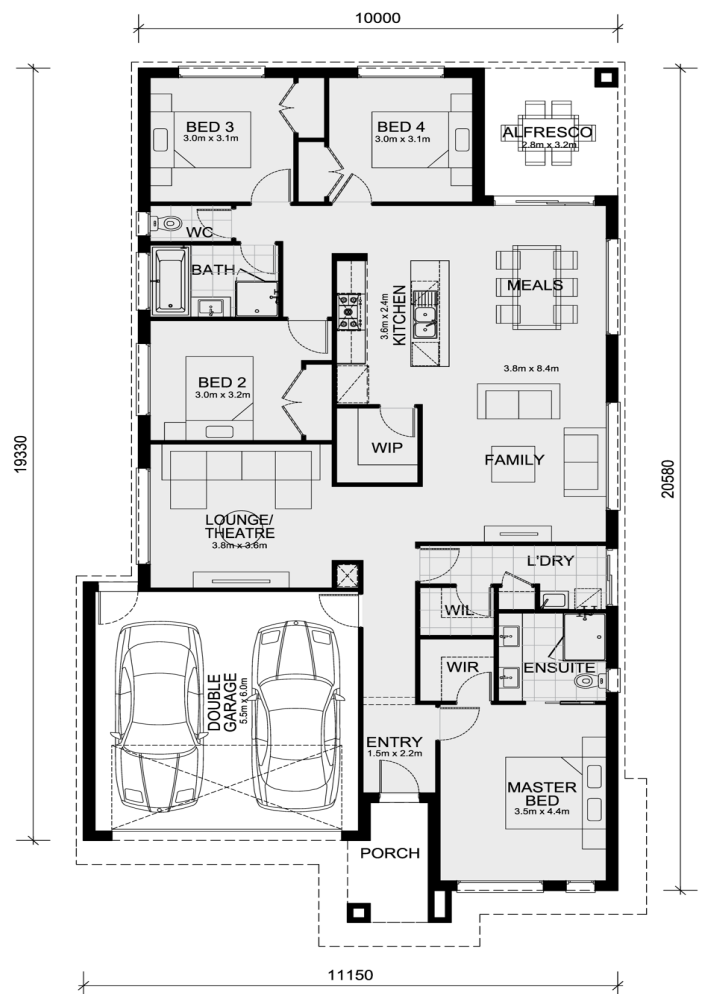 10000
BED 3
3.0m x 3.1m
BED 4
3.0m x 3.1m
ALFRESCO
2.8m x 3.2m
WC
BATH
MEALS
KITCHEN
3.6m x 2.4m
3.8m x 8.4m
BED 2
3.0m x 3.2m
WIP
FAMILY
19330
20580
LOUNGE/
THEATRE
3.8m x 3.6m
L'DRY
WIL
WIR
ENSUITE
DOUBLE
GARAGE
5.5m x 6.0m
ENTRY
1.5m x 2.2m
MASTER
BED
3.5m x 4.4m
PORCH
11150